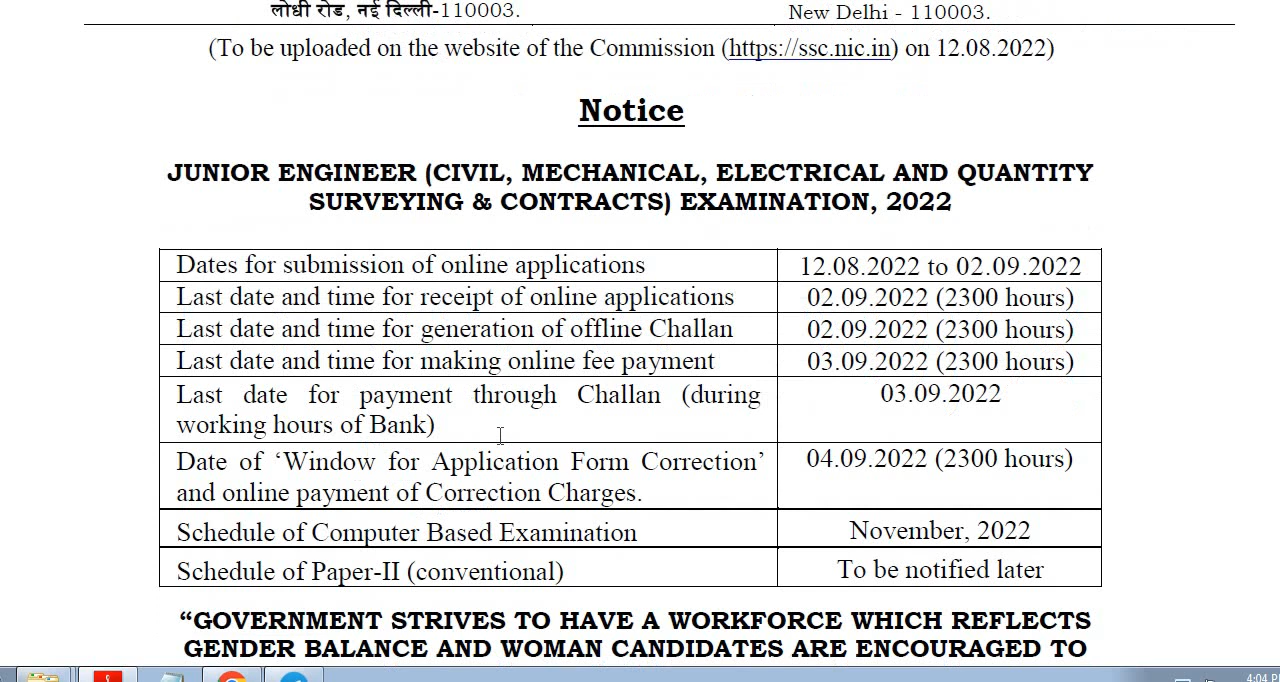 लोधी रोड, नई दिल्ली-110003.
New Delhi - 110003.
(To be uploaded on the website of the Commission (https://ssc.nic.in) on 12.08.2022)
Notice
JUNIOR ENGINEER (CIVIL, MECHANICAL, ELECTRICAL AND QUANTITY
SURVEYING & CONTRACTS) EXAMINATION, 2022
Dates for submission of online applications 12.08.2022 to 02.09.2022
Last date and time for receipt of online applications 02.09.2022 (2300 hours)
Last date and time for generation of offline Challan 02.09.2022 (2300 hours)
Last date and time for making online fee payment 03.09.2022 (2300 hours)
Last date for payment through Challan (during 03.09.2022
working hours of Bank)
Date of ‘Window for Application Form Correction’ 04.09.2022 (2300 hours)
and online payment of Correction Charges.
Schedule of Computer Based Examination November, 2022
Schedule of Paper-II (conventional) To be notified later
“GOVERNMENT STRIVES TO HAVE A WORKFORCE WHICH REFLECTS
GENDER BALANCE AND WOMAN CANDIDATES ARE ENCOURAGED TO
4:04 P